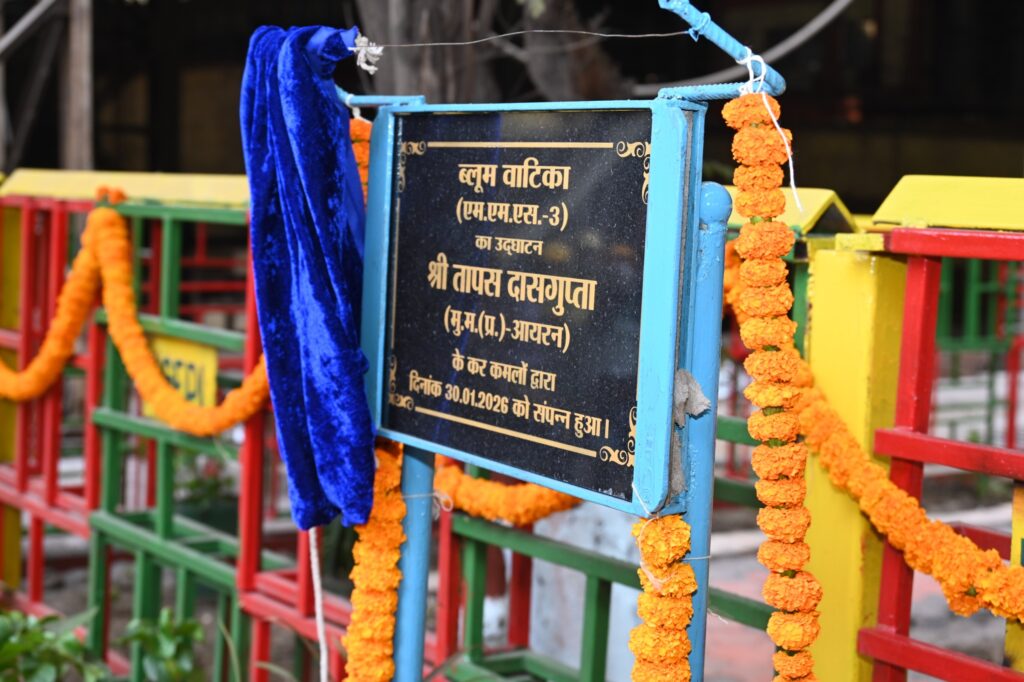 ब्लूम वाटिका
(एम.एम.एस.-3)
का उद्घाटन
श्री तापस दासगुप्ता
(मु.म.(प्र.)-आयरन)
के कर कमलों द्वारा
दिनांक 30.01.2026 को संपन्न हुआ।